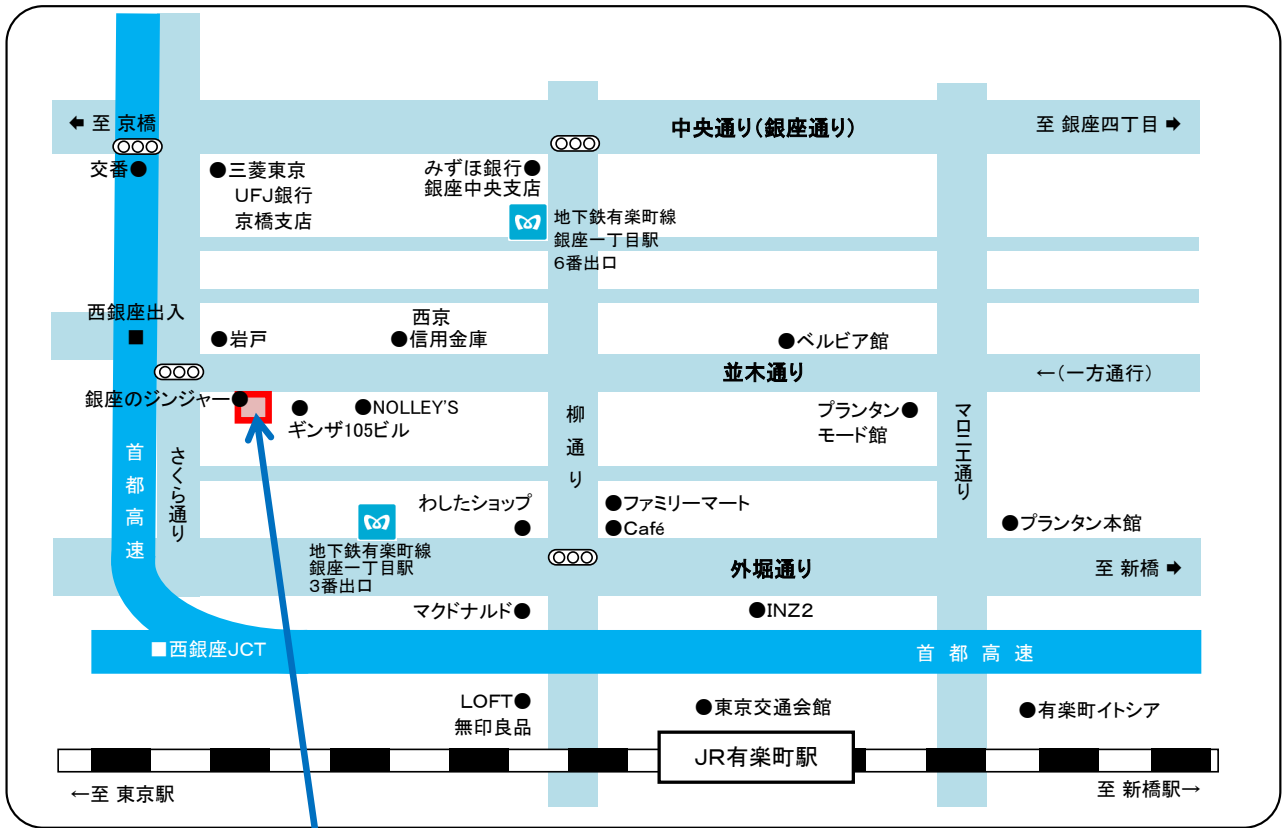 ← 至 京橋
中央通り(銀座通り)
至 銀座四丁目 →
交番
三菱東京
UFJ銀行
京橋支店
みずほ銀行
銀座中央支店
地下鉄有楽町線
銀座一丁目駅
6番出口
西銀座出入
岩戸
西京
信用金庫
ベルビア館
並木通り
←(一方通行)
銀座のジンジャー
ギンザ105ビル
NOLLEY'S
プランタン
モード館
柳通り
マロニエ通り
首都高速
さくら通り
わしたショップ
ファミリーマート
Café
プランタン本館
地下鉄有楽町線
銀座一丁目駅
3番出口
外堀通り
至 新橋 →
マクドナルド
INZ2
西銀座JCT
首都高速
LOFT
無印良品
東京交通会館
有楽町イトシア
JR有楽町駅
←至 東京駅
至 新橋駅→